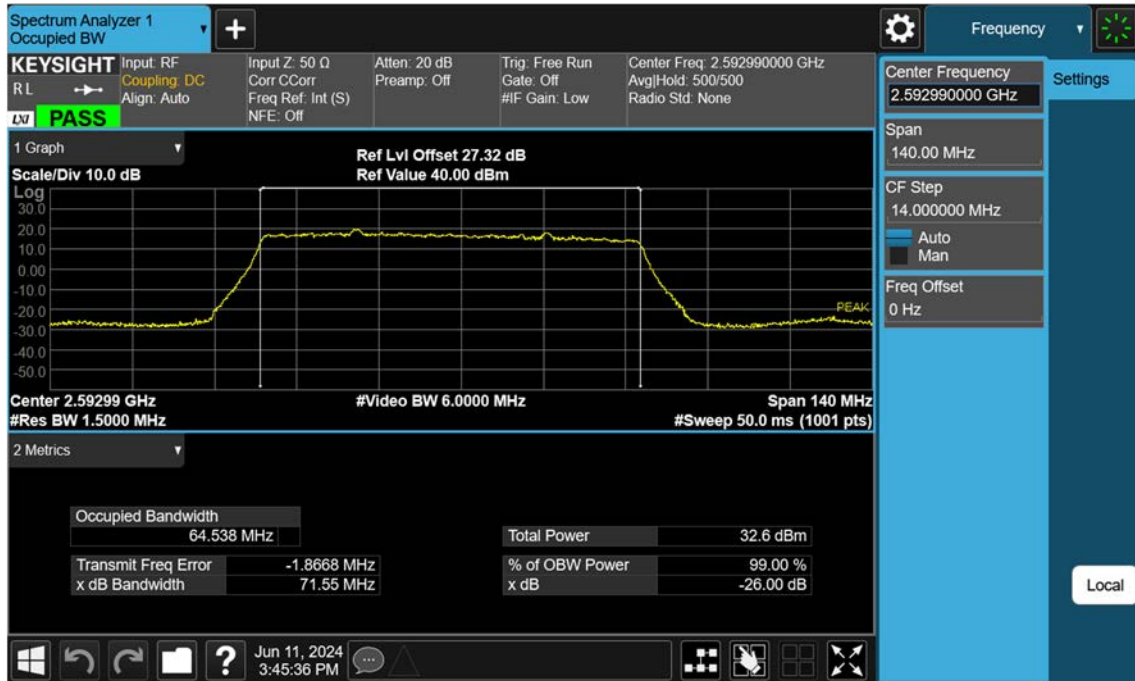 Spectrum Analyzer 1
Occupied BW
Frequency
KEYSIGHT
R L
LXI
PASS
Input: RF
Coupling: DC
Align: Auto
Input Z: 50 Ω
Corr CCorr
Freq Ref: Int (S)
NFE: Off
Atten: 20 dB
Preamp: Off
Trig: Free Run
Gate: Off
#IF Gain: Low
Center Freq: 2.592990000 GHz
Avg|Hold: 500/500
Radio Std: None
Center Frequency
2.592990000 GHz
Settings
Span
140.00 MHz
CF Step
14.000000 MHz
Auto
Man
Freq Offset
0 Hz
1 Graph
Scale/Div 10.0 dB
Ref Lvl Offset 27.32 dB
Ref Value 40.00 dBm
Log
30.0
20.0
10.0
0.00
-10.0
-20.0
-30.0
-40.0
-50.0
PEAK
Center 2.59299 GHz
#Video BW 6.0000 MHz
Span 140 MHz
#Res BW 1.5000 MHz
#Sweep 50.0 ms (1001 pts)
2 Metrics
Occupied Bandwidth
64.538 MHz
Total Power 32.6 dBm
Transmit Freq Error -1.8668 MHz
% of OBW Power 99.00 %
x dB Bandwidth 71.55 MHz
x dB -26.00 dB
Local
?
Jun 11, 2024
3:45:36 PM